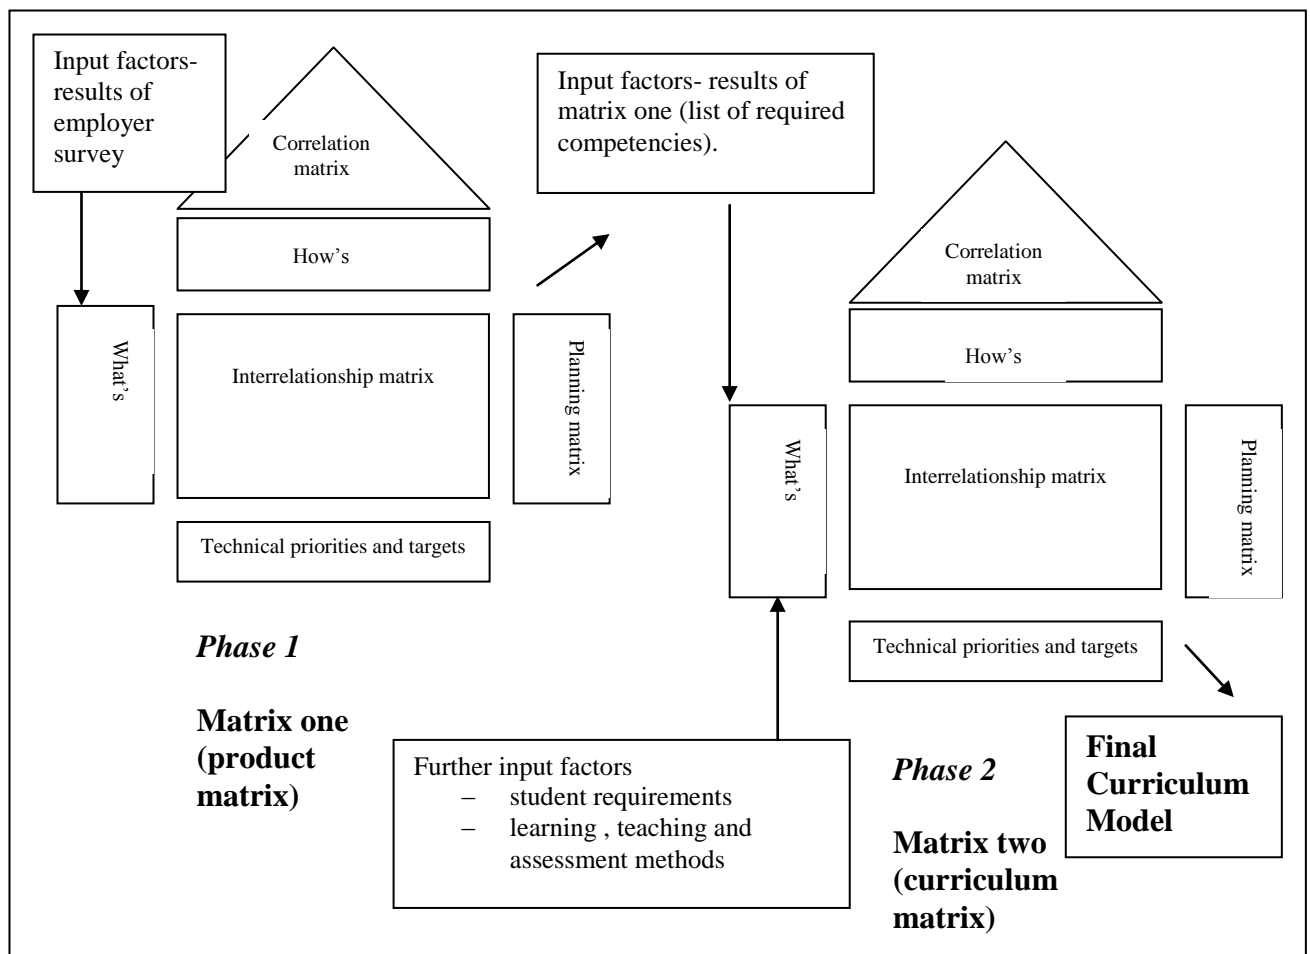 Input factors-
results of
employer
survey
Correlation
matrix
How's
What's
Interrelationship matrix
Planning matrix
Technical priorities and targets
Phase 1
Matrix one
(product
matrix)
Input factors- results of
matrix one (list of required
competencies).
Correlation
matrix
How's
What's
Interrelationship matrix
Planning matrix
Technical priorities and targets
Further input factors
– student requirements
– learning , teaching and
assessment methods
Phase 2
Matrix two
(curriculum
matrix)
Final
Curriculum
Model